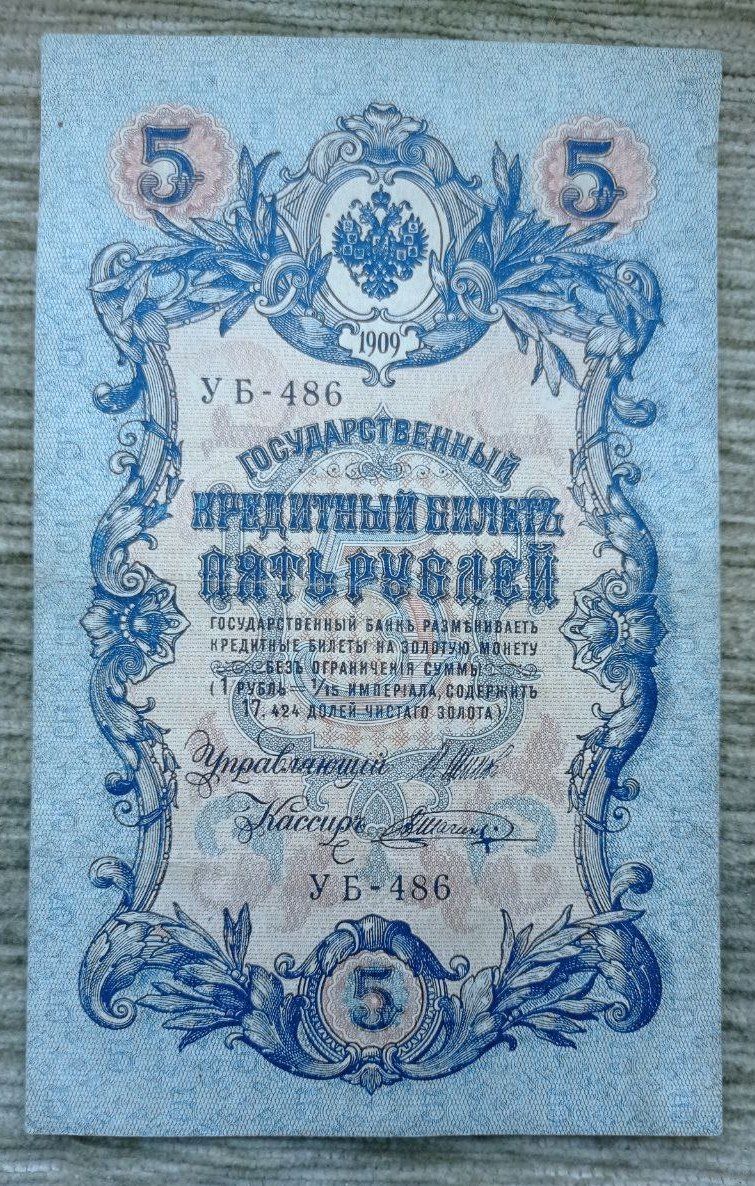 5 5
1909
УБ-486
ГОСУДАРСТВЕННЫЙ
КРЕДИТНЫЙ БИЛЕТЪ
ПЯТЬ РУБЛЕЙ
ГОСУДАРСТВЕННЫЙ БАНКЪ РАЗМѢНИВАЕТЪ
КРЕДИТНЫЕ БИЛЕТЫ НА ЗОЛОТУЮ МОНЕТУ
БЕЗЪ ОГРАНИЧЕНІЯ СУММЫ
(1 РУБЛЬ = 1/15 ИМПЕРІАЛА, СОДЕРЖИТЪ
17,424 ДОЛЕЙ ЧИСТАГО ЗОЛОТА).
Управляющій
Кассиръ
УБ-486
5